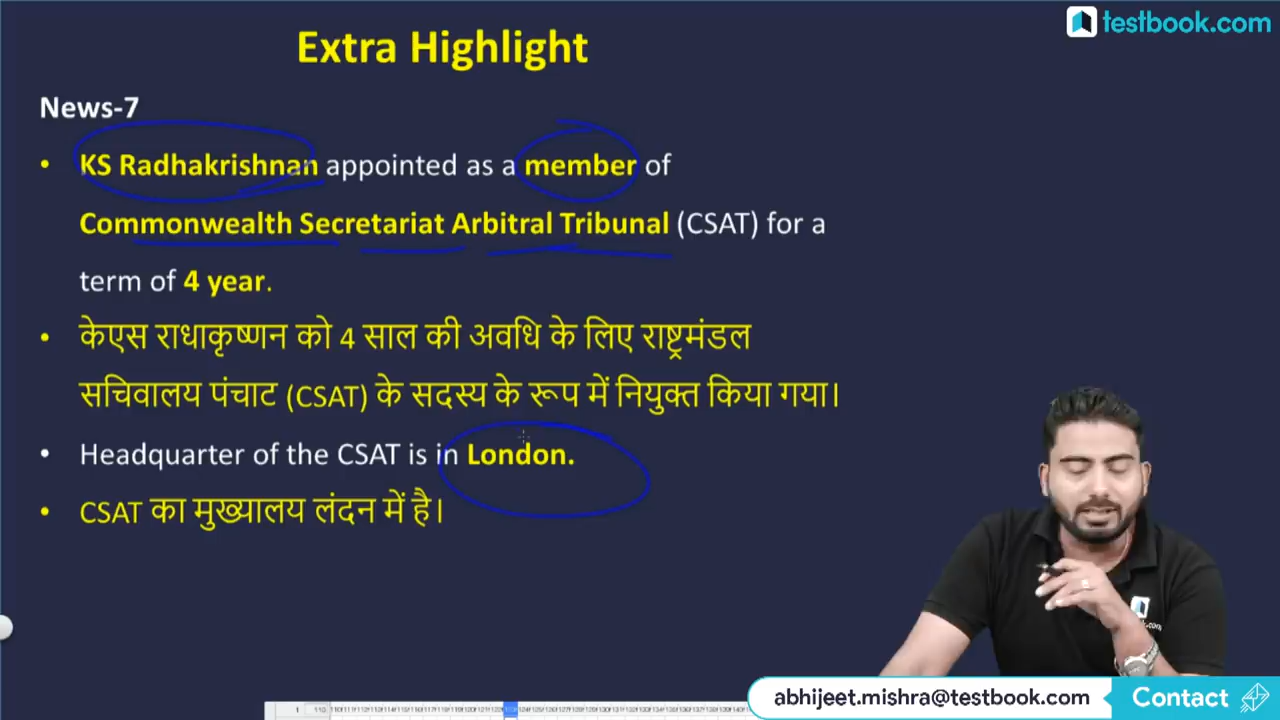 testbook.com
Extra Highlight
News-7
• KS Radhakrishnan appointed as a member of
Commonwealth Secretariat Arbitral Tribunal (CSAT) for a
term of 4 year.
• केएस राधाकृष्णन को 4 साल की अवधि के लिए राष्ट्रमंडल
सचिवालय पंचाट (CSAT) के सदस्य के रूप में नियुक्त किया गया।
• Headquarter of the CSAT is in London.
• CSAT का मुख्यालय लंदन में है।
abhijeet.mishra@testbook.com Contact